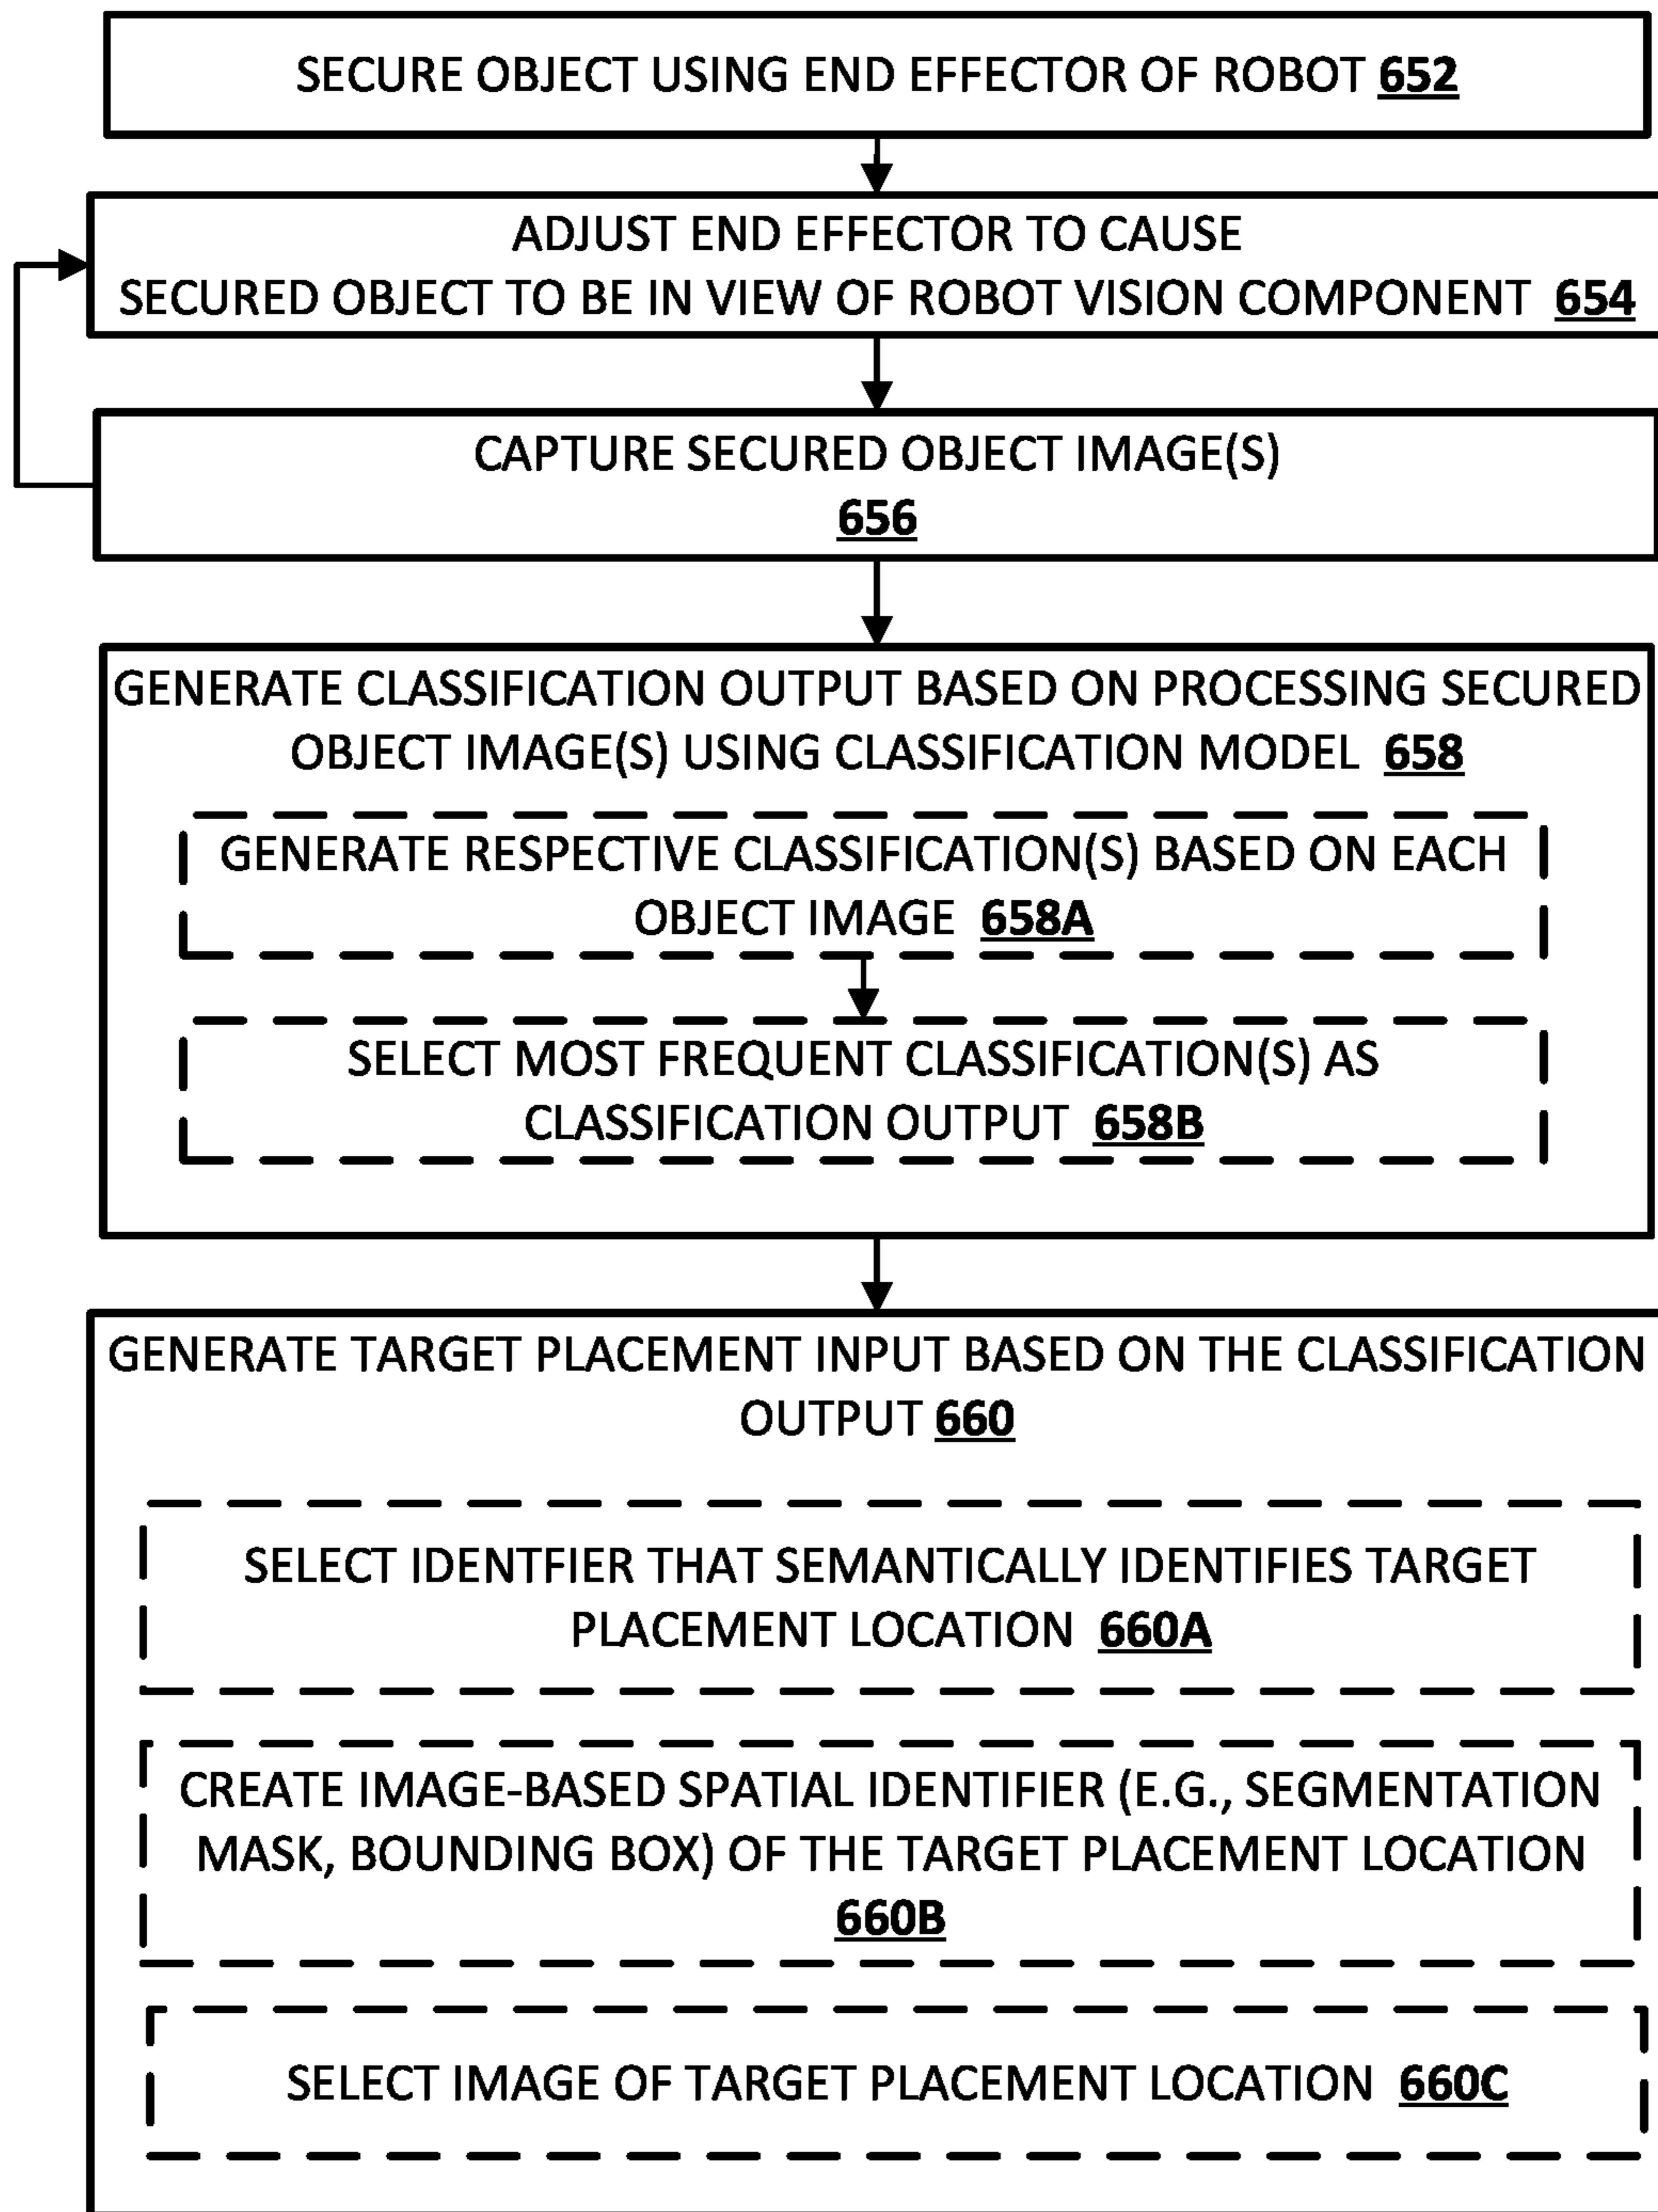 SECURE OBJECT USING END EFFECTOR OF ROBOT 652
ADJUST END EFFECTOR TO CAUSE
SECURED OBJECT TO BE IN VIEW OF ROBOT VISION COMPONENT 654
CAPTURE SECURED OBJECT IMAGE(S)
656
GENERATE CLASSIFICATION OUTPUT BASED ON PROCESSING SECURED
OBJECT IMAGE(S) USING CLASSIFICATION MODEL 658
GENERATE RESPECTIVE CLASSIFICATION(S) BASED ON EACH
OBJECT IMAGE 658A
SELECT MOST FREQUENT CLASSIFICATION(S) AS
CLASSIFICATION OUTPUT 658B
GENERATE TARGET PLACEMENT INPUT BASED ON THE CLASSIFICATION
OUTPUT 660
SELECT IDENTFIER THAT SEMANTICALLY IDENTIFIES TARGET
PLACEMENT LOCATION 660A
CREATE IMAGE-BASED SPATIAL IDENTIFIER (E.G., SEGMENTATION
MASK, BOUNDING BOX) OF THE TARGET PLACEMENT LOCATION
660B
SELECT IMAGE OF TARGET PLACEMENT LOCATION 660C